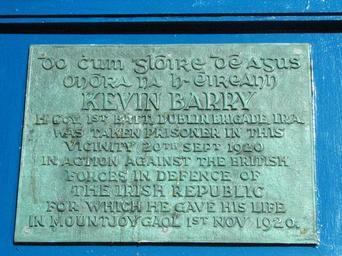 do ċum glóire dé agus
onóra na h-éireann
KEVIN BARRY
H COY. 1ST BATT. DUBLIN BRIGADE, I.R.A.
WAS TAKEN PRISONER IN THIS
VICINITY 20TH SEPT 1920
IN ACTION AGAINST THE BRITISH
FORCES IN DEFENCE OF
THE IRISH REPUBLIC
FOR WHICH HE GAVE HIS LIFE
IN MOUNTJOY GAOL 1ST NOV 1920.